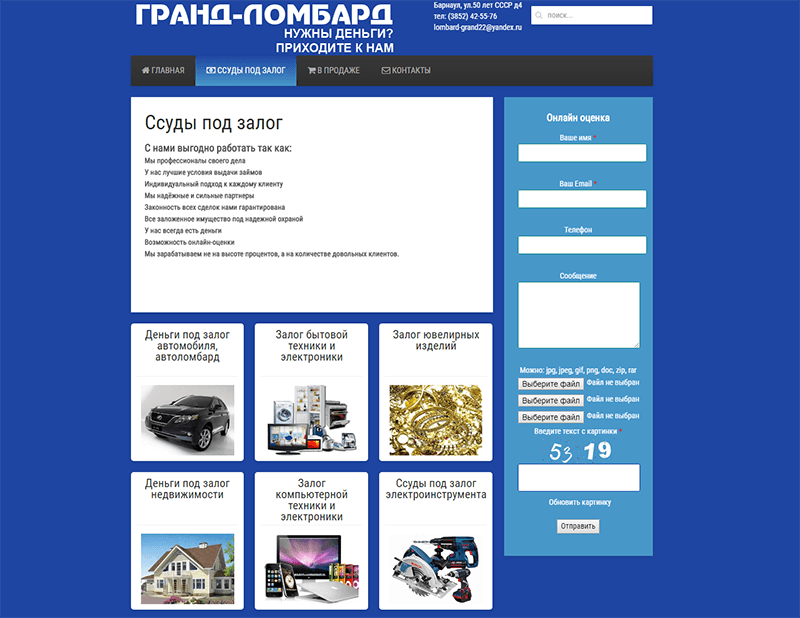 ГРАНД-ЛОМБАРД
НУЖНЫ ДЕНЬГИ?
ПРИХОДИТЕ К НАМ
Барнаул, ул.50 лет СССР д4
тел: (3852) 42-55-76
lombard-grand22@yandex.ru
поиск...
ГЛАВНАЯ
ССУДЫ ПОД ЗАЛОГ
В ПРОДАЖЕ
КОНТАКТЫ
Ссуды под залог
С нами выгодно работать так как:
Мы профессионалы своего дела
У нас лучшие условия выдачи займов
Индивидуальный подход к каждому клиенту
Мы надёжные и сильные партнеры
Законность всех сделок нами гарантирована
Все заложенное имущество под надежной охраной
У нас всегда есть деньги
Возможность онлайн-оценки
Мы зарабатываем не на высоте процентов, а на количестве довольных клиентов.
Деньги под залог
автомобиля,
автоломбард
Залог бытовой
техники и
электроники
Залог ювелирных
изделий
Деньги под залог
недвижимости
Залог
компьютерной
техники и
электроники
Ссуды под залог
электроинструмента
Онлайн оценка
Ваше имя *
Ваш Email *
Телефон
Сообщение
Можно: jpg, jpeg, gif, png, doc, zip, rar
Выберите файл Файл не выбран
Выберите файл Файл не выбран
Выберите файл Файл не выбран
Введите текст с картинки *
53 19
Обновить картинку
Отправить